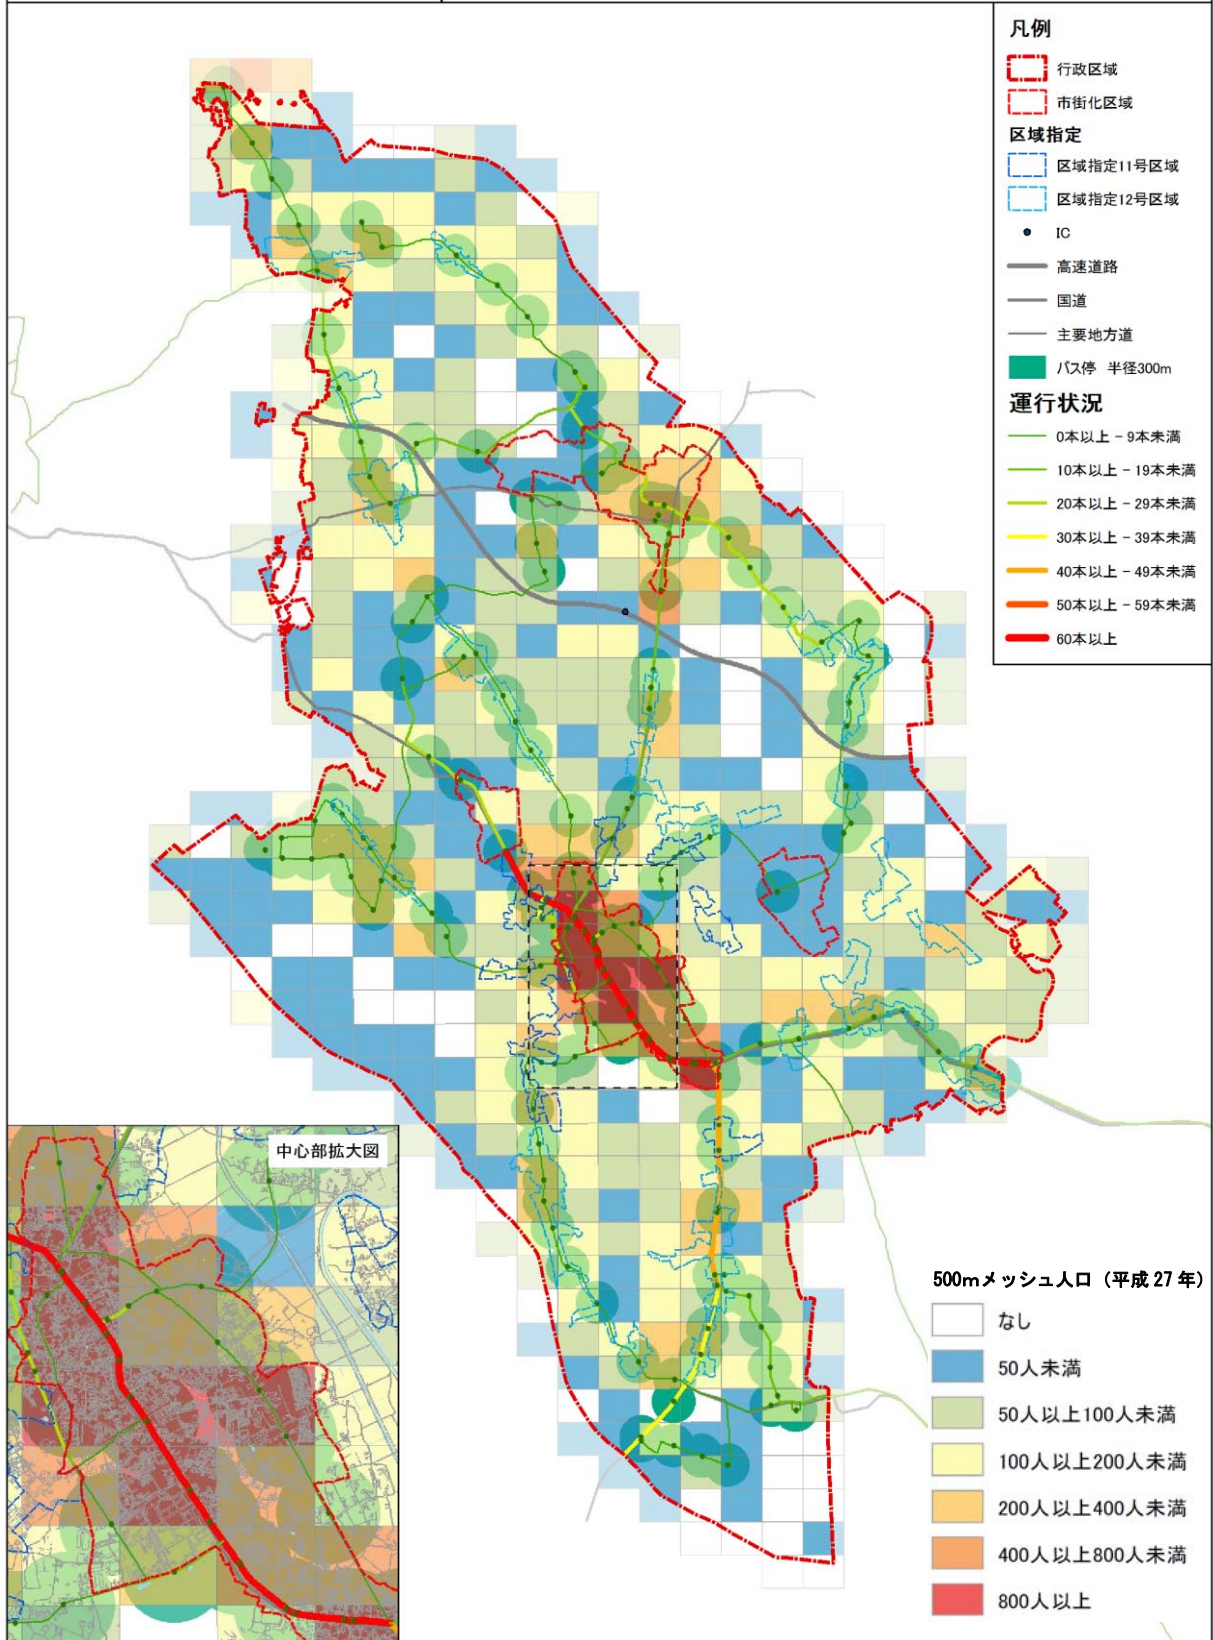 凡例
行政区域
市街化区域
区域指定
区域指定11号区域
区域指定12号区域
IC
高速道路
国道
主要地方道
バス停 半径300m
運行状況
0本以上 - 9本未満
10本以上 - 19本未満
20本以上 - 29本未満
30本以上 - 39本未満
40本以上 - 49本未満
50本以上 - 59本未満
60本以上
中心部拡大図
500mメッシュ人口（平成 27 年）
なし
50人未満
50人以上100人未満
100人以上200人未満
200人以上400人未満
400人以上800人未満
800人以上